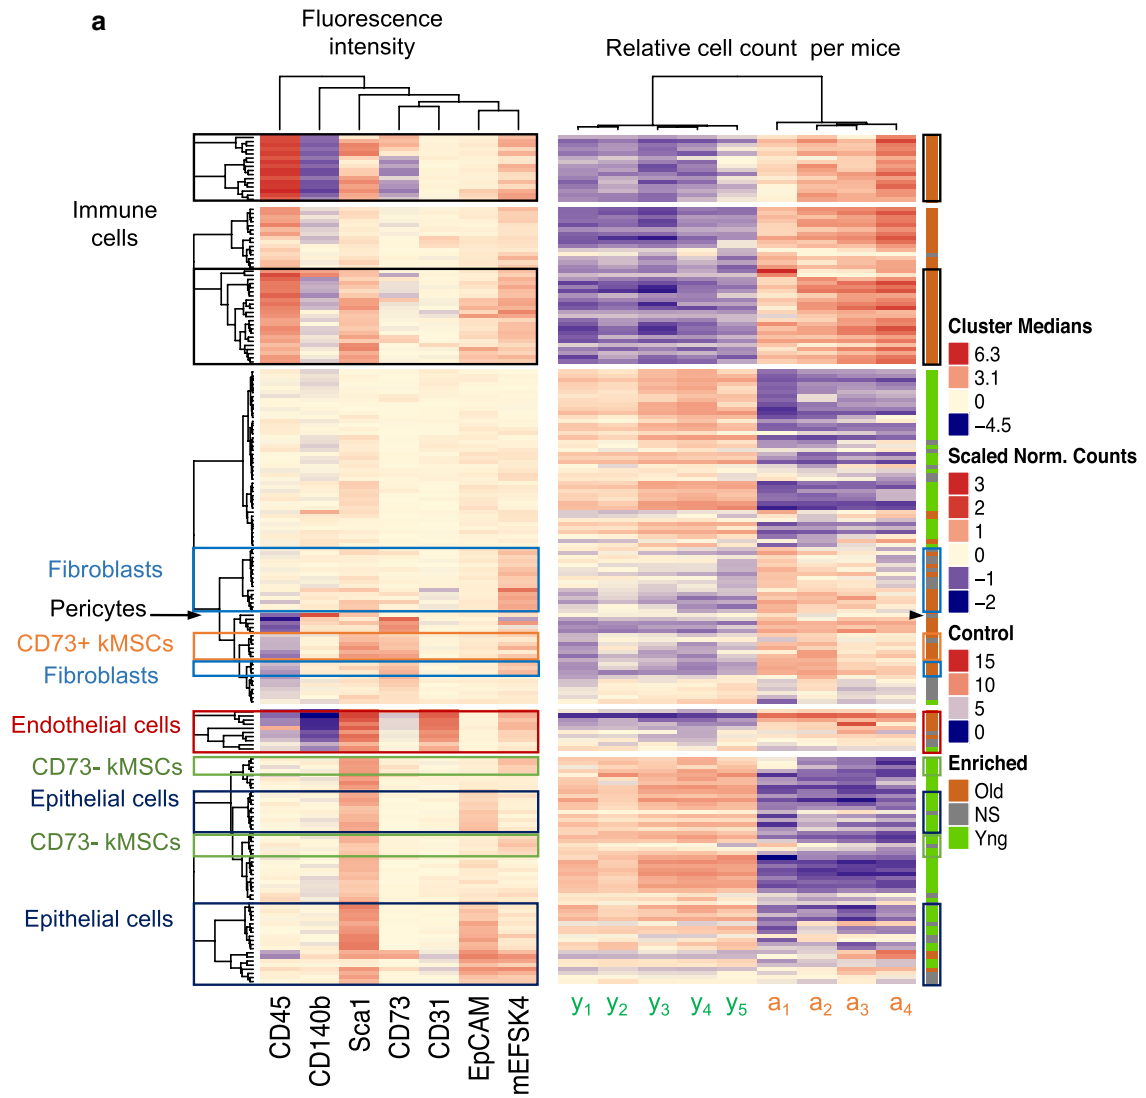 a
Fluorescence
intensity
Relative cell count per mice
Immune
cells
Fibroblasts
Pericytes
CD73+ kMSCs
Fibroblasts
Endothelial cells
CD73- kMSCs
Epithelial cells
CD73- kMSCs
Epithelial cells
Cluster Medians
6.3
3.1
0
−4.5
Scaled Norm. Counts
3
2
1
0
−1
−2
Control
15
10
5
0
Enriched
Old
NS
Yng
CD45
CD140b
Sca1
CD73
CD31
EpCAM
mEFSK4
y1
y2
y3
y4
y5
a1
a2
a3
a4